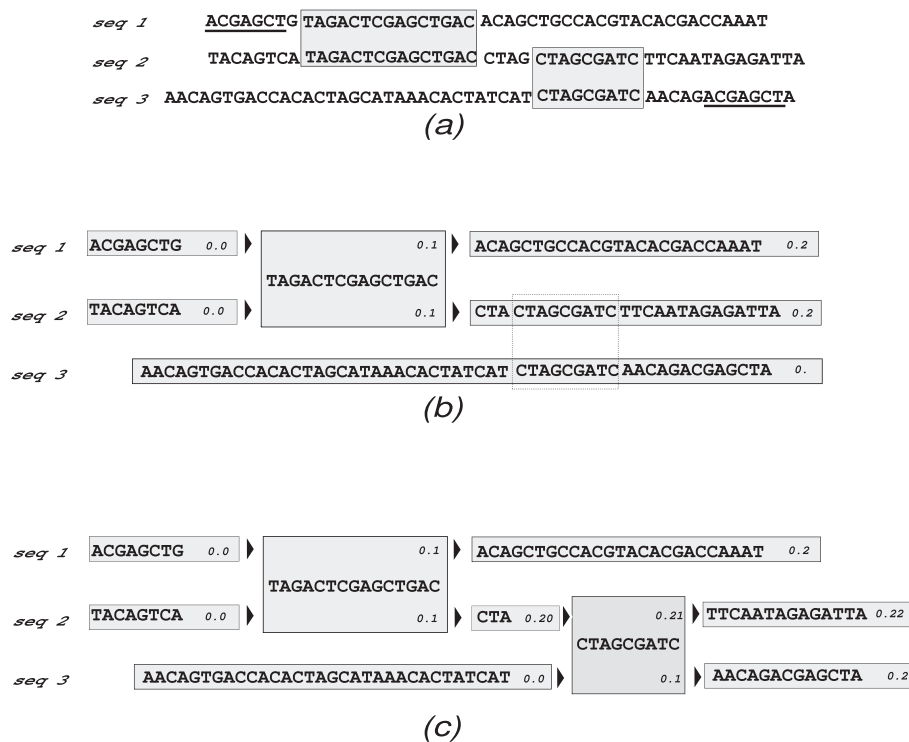 seq 1 ACGAGCTG TAGACTCGAGCTGAC ACAGCTGCCACGTACACGACCAAAT
seq 2 TACAGTCA TAGACTCGAGCTGAC CTAG CTAGCGATC TTCAATAGAGATTA
seq 3 AACAGTGACCACACTAGCATAAACACTATCAT CTAGCGATC AACAGACGAGCTA
(a)
seq 1 ACGAGCTG 0.0 0.1 ACAGCTGCCACGTACACGACCAAAT 0.2
TAGACTCGAGCTGAC
seq 2 TACAGTCA 0.0 0.1 CTA CTAGCGATC TTCAATAGAGATTA 0.2
seq 3 AACAGTGACCACACTAGCATAAACACTATCAT CTAGCGATC AACAGACGAGCTA 0.
(b)
seq 1 ACGAGCTG 0.0 0.1 ACAGCTGCCACGTACACGACCAAAT 0.2
TAGACTCGAGCTGAC
seq 2 TACAGTCA 0.0 0.1 CTA 0.20 0.21 TTCAATAGAGATTA 0.22
CTAGCGATC
seq 3 AACAGTGACCACACTAGCATAAACACTATCAT 0.0 0.1 AACAGACGAGCTA 0.2
(c)